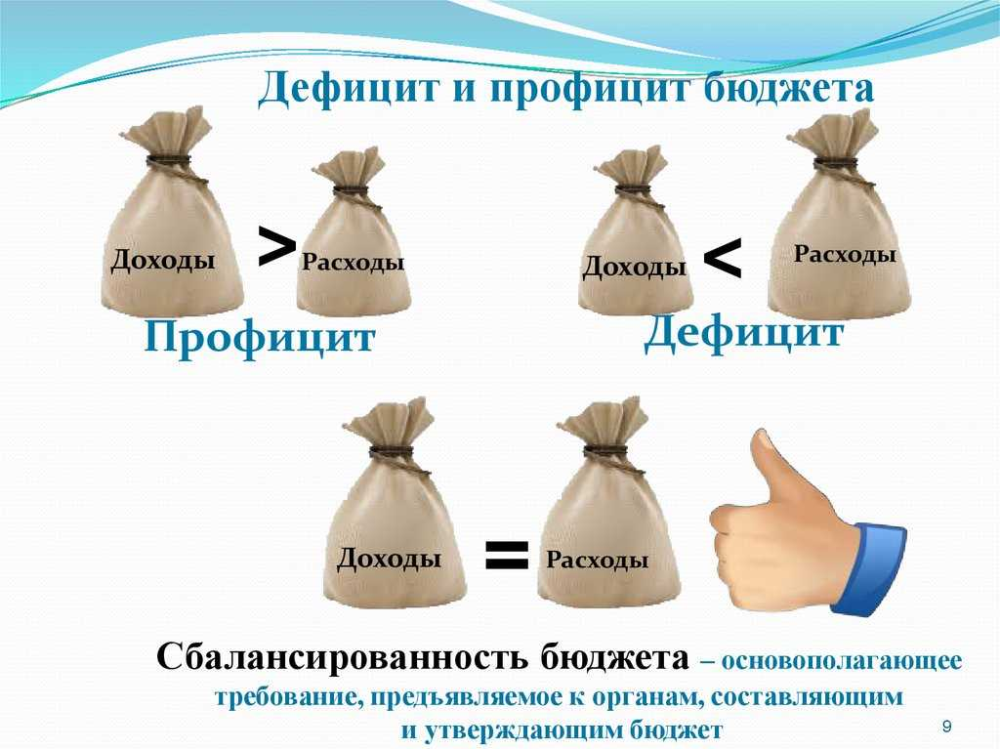 Дефицит и профицит бюджета
Доходы > Расходы
Профицит
Доходы < Расходы
Дефицит
Доходы = Расходы
Сбалансированность бюджета – основополагающее
требование, предъявляемое к органам, составляющим
и утверждающим бюджет
9